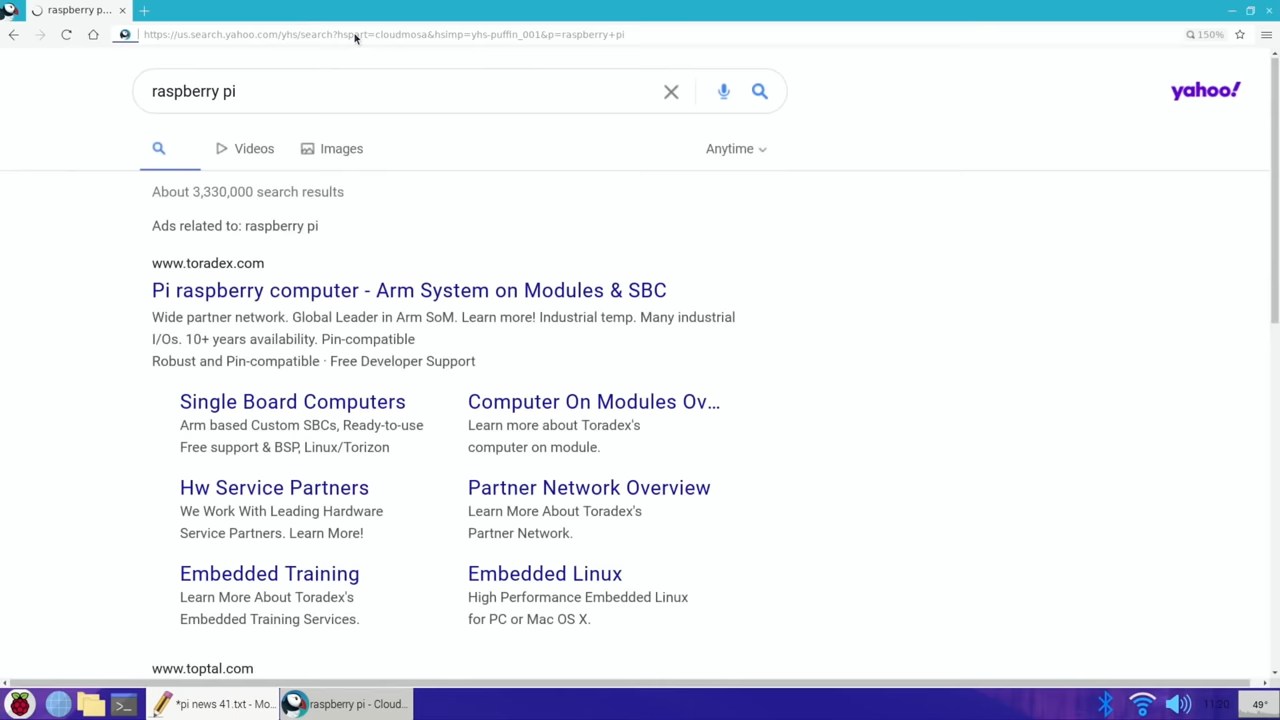 raspberry p...
https://us.search.yahoo.com/yhs/search?hspart=cloudmosa&hsimp=yhs-puffin_001&p=raspberry+pi
150%
raspberry pi
yahoo!
Videos
Images
Anytime
About 3,330,000 search results
Ads related to: raspberry pi
www.toradex.com
Pi raspberry computer - Arm System on Modules & SBC
Wide partner network. Global Leader in Arm SoM. Learn more! Industrial temp. Many industrial
I/Os. 10+ years availability. Pin-compatible
Robust and Pin-compatible · Free Developer Support
Single Board Computers
Arm based Custom SBCs, Ready-to-use
Free support & BSP, Linux/Torizon
Computer On Modules Ov...
Learn more about Toradex's
computer on module.
Hw Service Partners
We Work With Leading Hardware
Service Partners. Learn More!
Partner Network Overview
Learn More About Toradex's
Partner Network.
Embedded Training
Learn More About Toradex's
Embedded Training Services.
Embedded Linux
High Performance Embedded Linux
for PC or Mac OS X.
www.toptal.com
*pi news 41.txt - Mo...
raspberry pi - Cloud...
11:20
49°